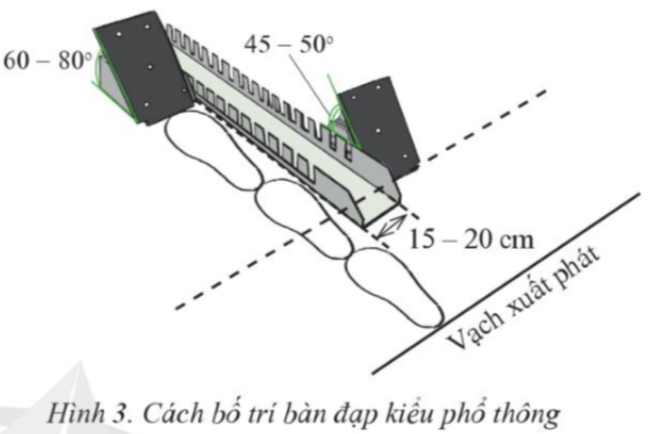 60 – 80°
45 – 50°
15 – 20 cm
Vạch xuất phát
Hình 3. Cách bố trí bàn đạp kiểu phổ thông